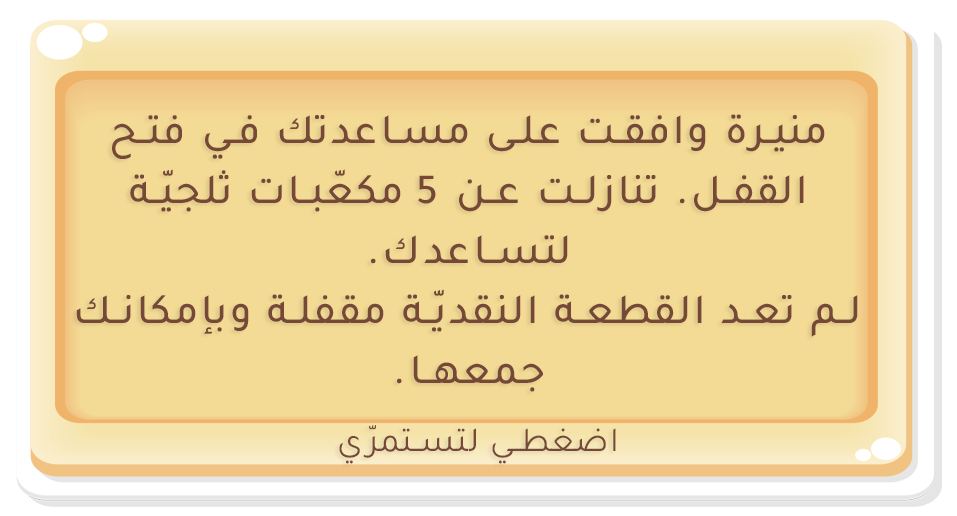 منيرة وافقت على مساعدتك في فتح
القفل. تنازلت عن 5 مكعّبات ثلجيّة
لتساعدك.
لم تعد القطعة النقديّة مقفلة وبإمكانك
جمعها.
اضغطي لتستمرّي